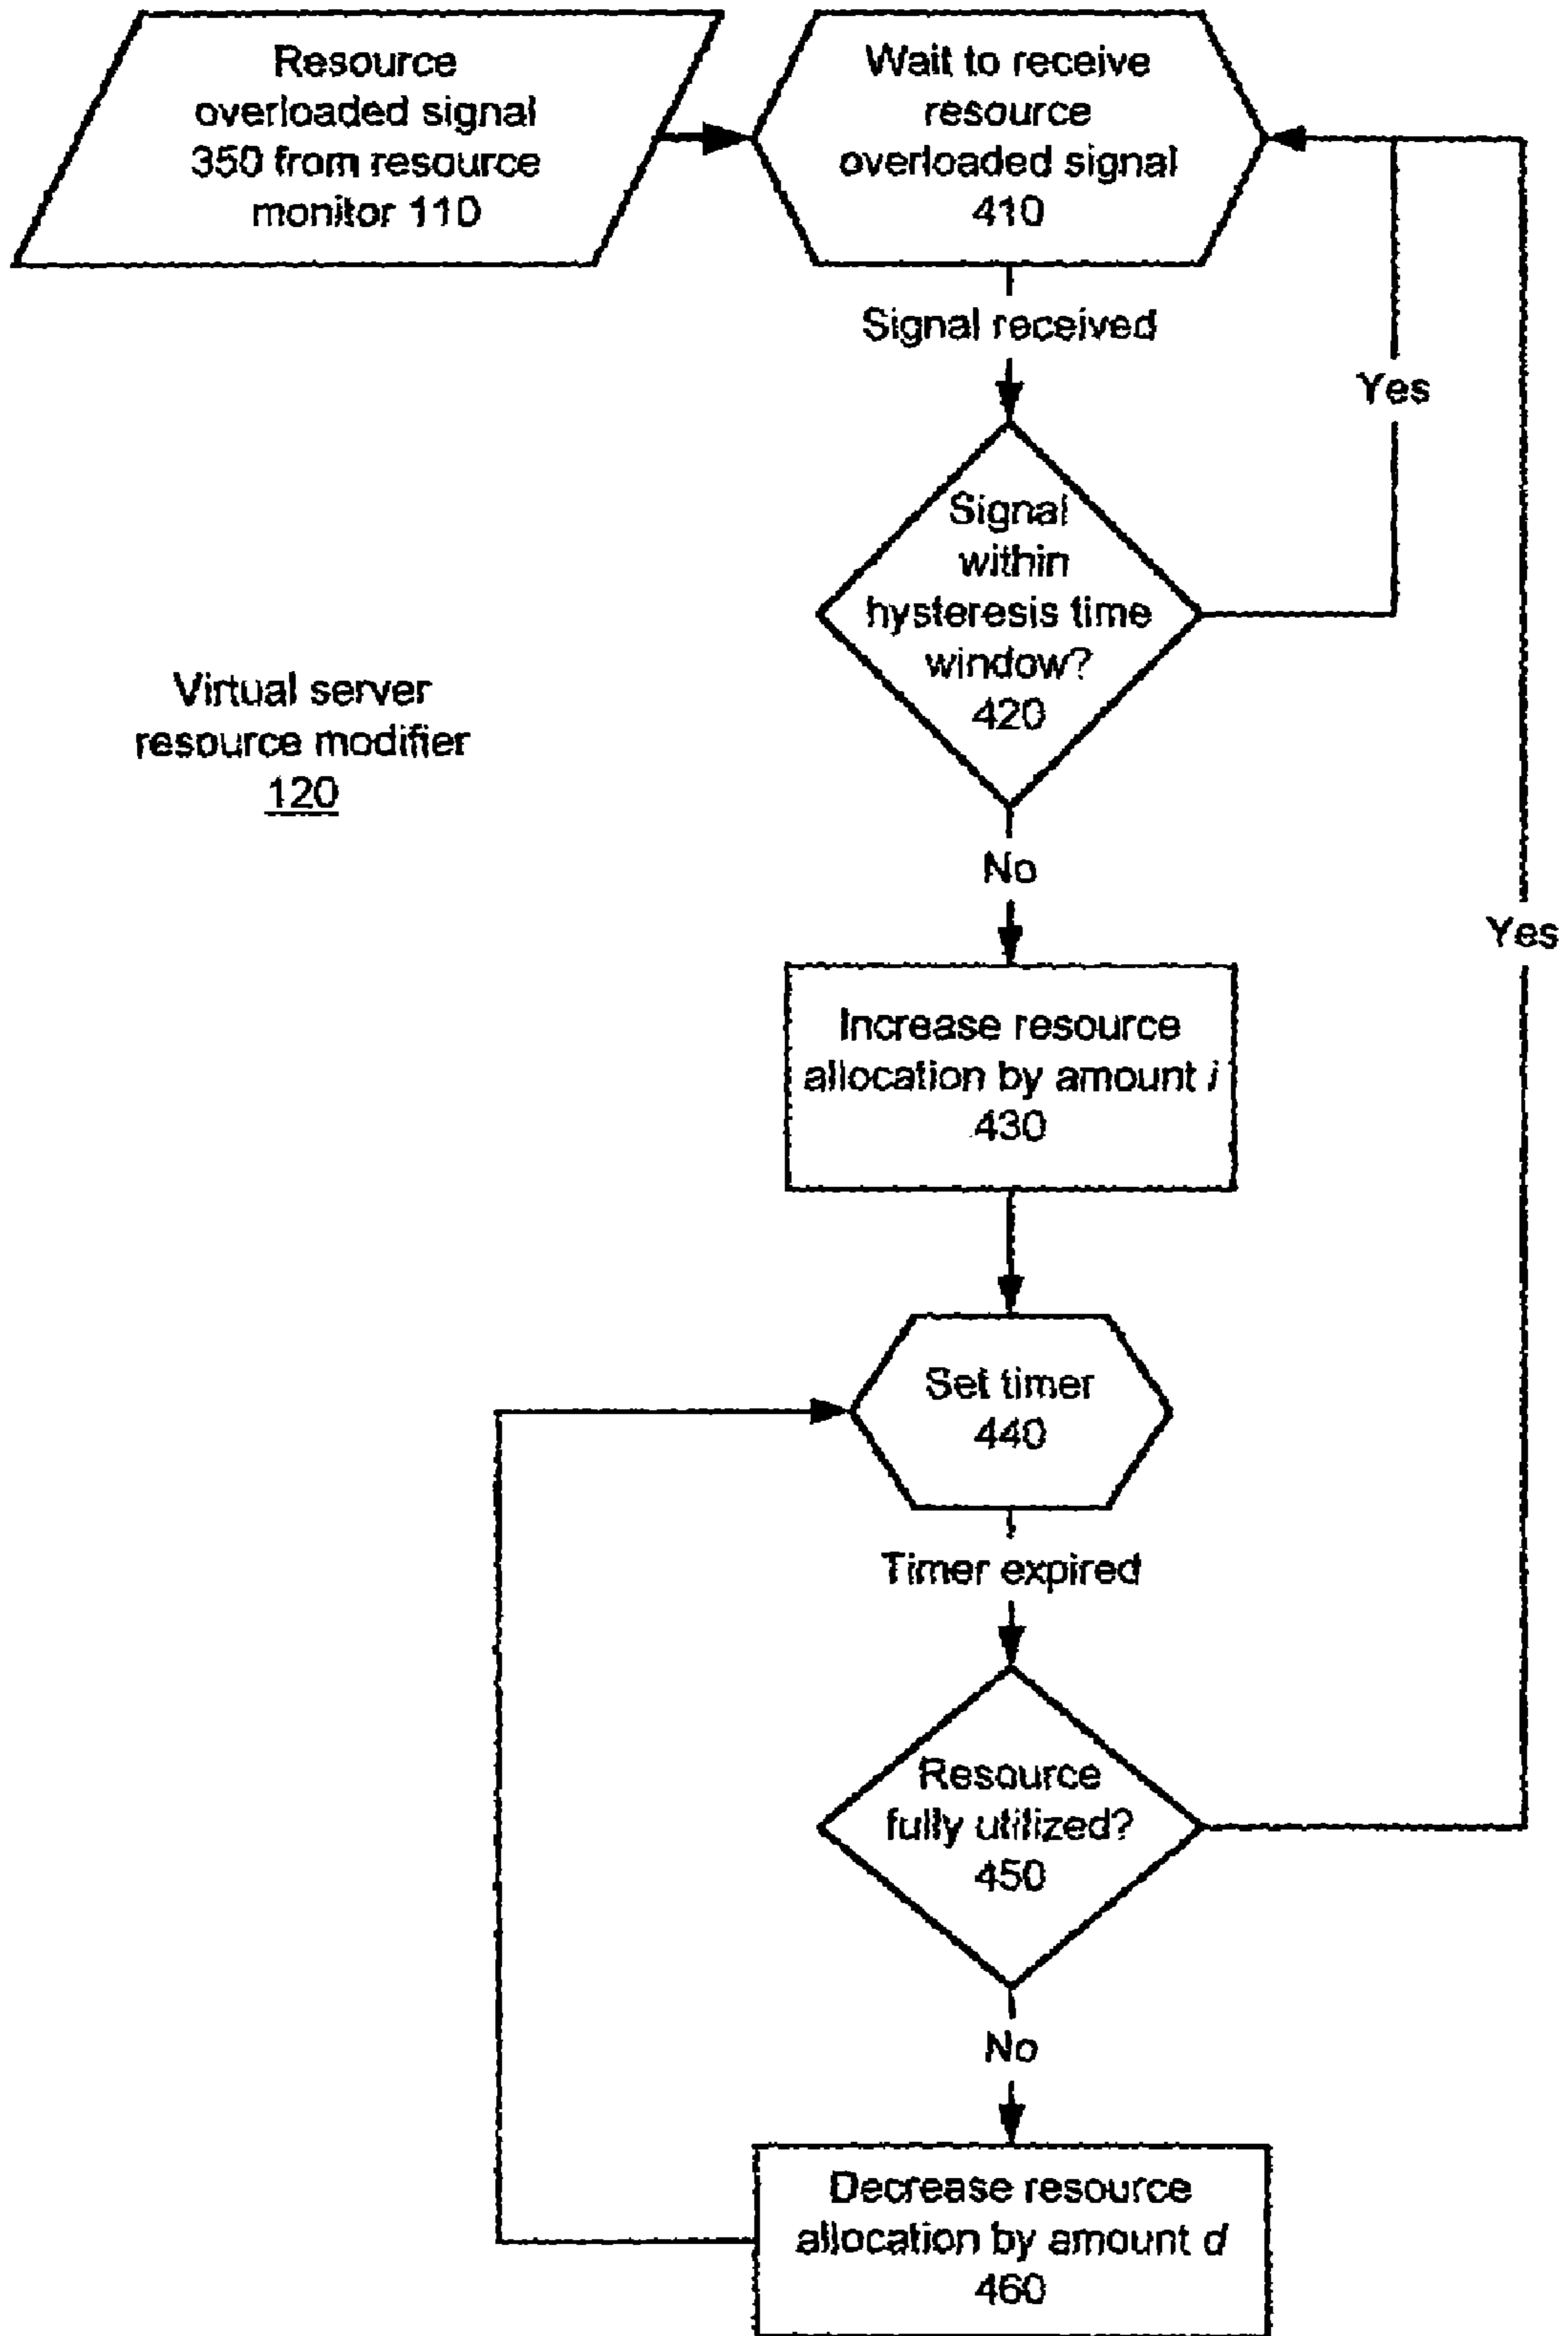 Resource
overloaded signal
350 from resource
monitor 110
Wait to receive
resource
overloaded signal
410
Signal received
Yes
Signal
within
hysteresis time
window?
420
Virtual server
resource modifier
120
No
Yes
Increase resource
allocation by amount i
430
Set timer
440
Timer expired
Resource
fully utilized?
450
No
Decrease resource
allocation by amount d
460